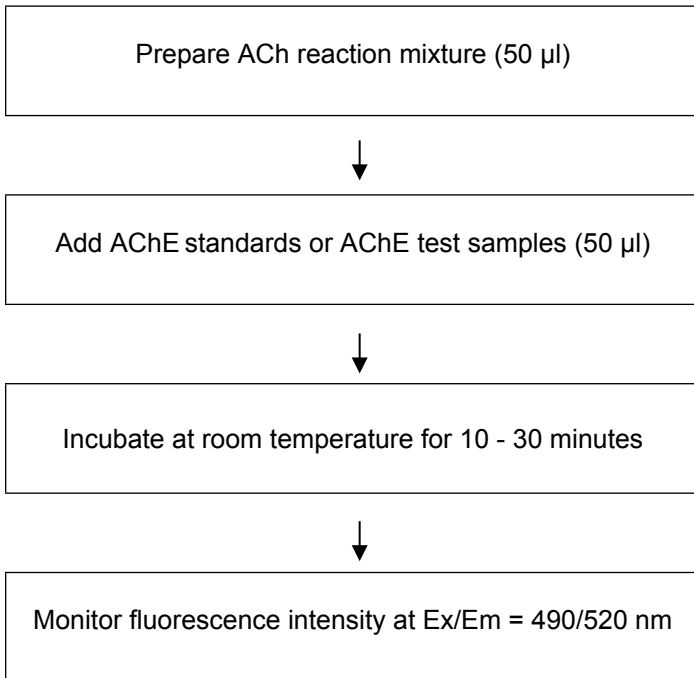 Prepare ACh reaction mixture (50 µl)
Add AChE standards or AChE test samples (50 µl)
Incubate at room temperature for 10 - 30 minutes
Monitor fluorescence intensity at Ex/Em = 490/520 nm